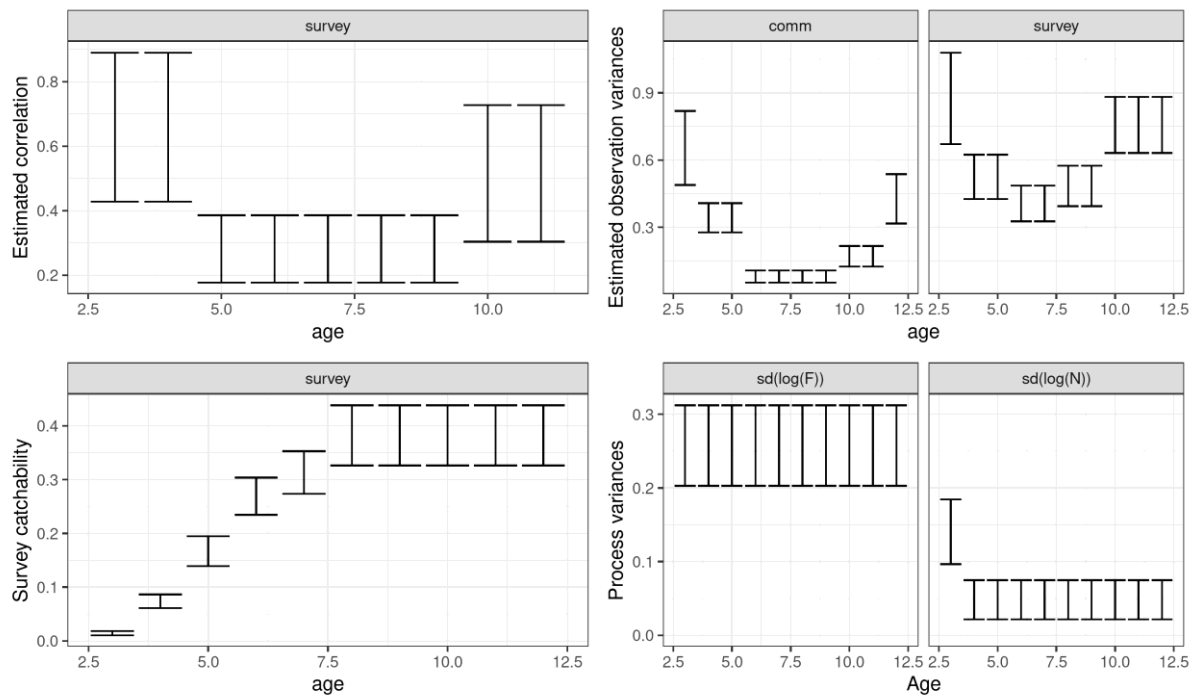 survey
Estimated correlation
0.8
0.6
0.4
0.2
2.5 5.0 7.5 10.0
age
comm survey
Estimated observation variances
0.9
0.6
0.3
2.5 5.0 7.5 10.0 12.5 2.5 5.0 7.5 10.0 12.5
age
survey
Survey catchability
0.4
0.3
0.2
0.1
0.0
2.5 5.0 7.5 10.0 12.5
age
sd(log(F)) sd(log(N))
Process variances
0.3
0.2
0.1
0.0
2.5 5.0 7.5 10.0 12.5 2.5 5.0 7.5 10.0 12.5
Age